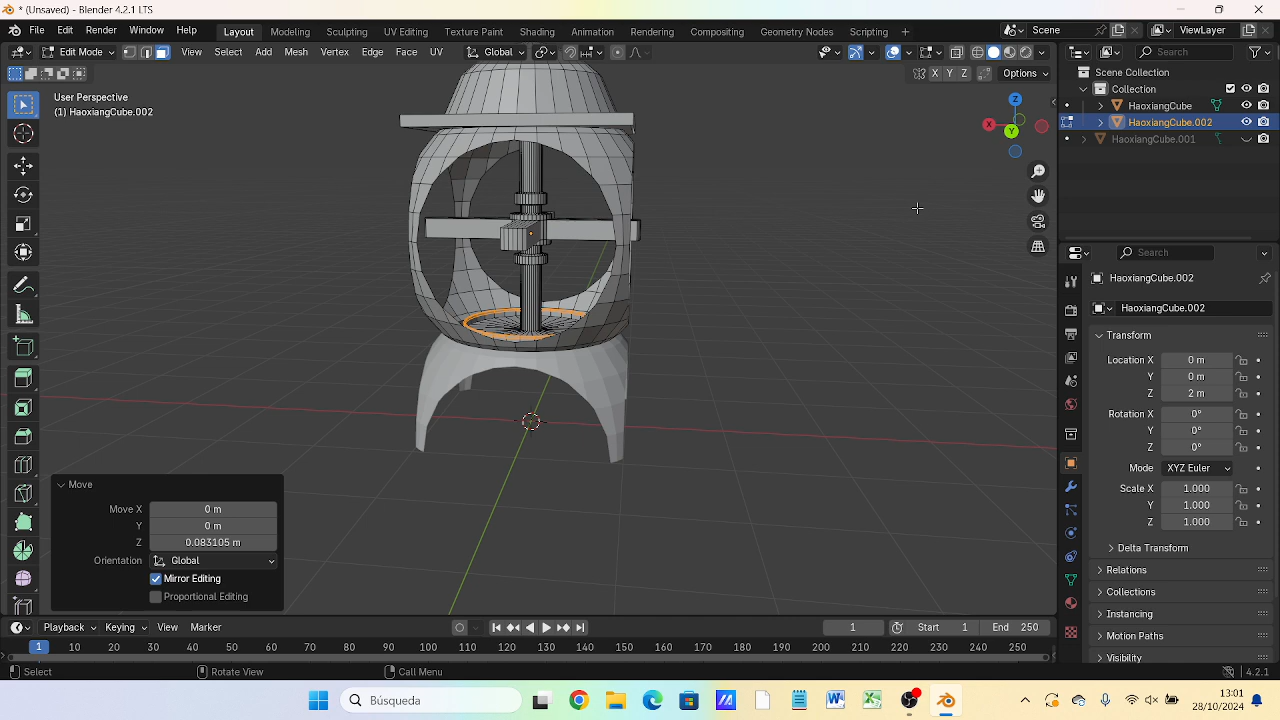 * (Unsaved) - Blender 4.2.1 LTS
File Edit Render Window Help Layout Modeling Sculpting UV Editing Texture Paint Shading Animation Rendering Compositing Geometry Nodes Scripting + Scene ViewLayer
Edit Mode View Select Add Mesh Vertex Edge Face UV Global Search
X Y Z Options
User Perspective
(1) HaoxiangCube.002
Scene Collection
Collection
HaoxiangCube
HaoxiangCube.002
HaoxiangCube.001
Z
X
Y
Search
HaoxiangCube.002
HaoxiangCube.002
Transform
Location X 0 m
Y 0 m
Z 2 m
Rotation X 0°
Y 0°
Z 0°
Mode XYZ Euler
Scale X 1.000
Y 1.000
Z 1.000
Delta Transform
Relations
Collections
Instancing
Motion Paths
Visibility
Move
Move X 0 m
Y 0 m
Z 0.083105 m
Orientation Global
Mirror Editing
Proportional Editing
Playback Keying View Marker 1 Start 1 End 250
1 10 20 30 40 50 60 70 80 90 100 110 120 130 140 150 160 170 180 190 200 210 220 230 240 250
Select Rotate View Call Menu 4.2.1
Búsqueda
13:01
28/10/2024